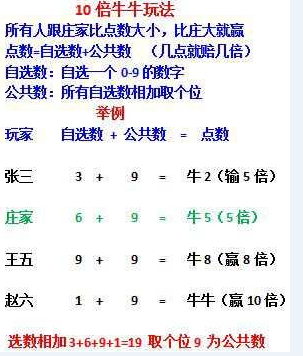 10 倍牛牛玩法
所有人跟庄家比点数大小，比庄大就赢
点数=自选数+公共数 （几点就赔几倍）
自选数：自选一个 0-9 的数字
公共数：所有自选数相加取个位
举例
玩家 自选数 + 公共数 = 点数
张三 3 + 9 = 牛 2（输 5 倍）
庄家 6 + 9 = 牛 5（5 倍）
王五 9 + 9 = 牛 8（赢 8 倍）
赵六 1 + 9 = 牛牛（赢 10 倍）
选数相加 3+6+9+1=19 取个位 9 为公共数